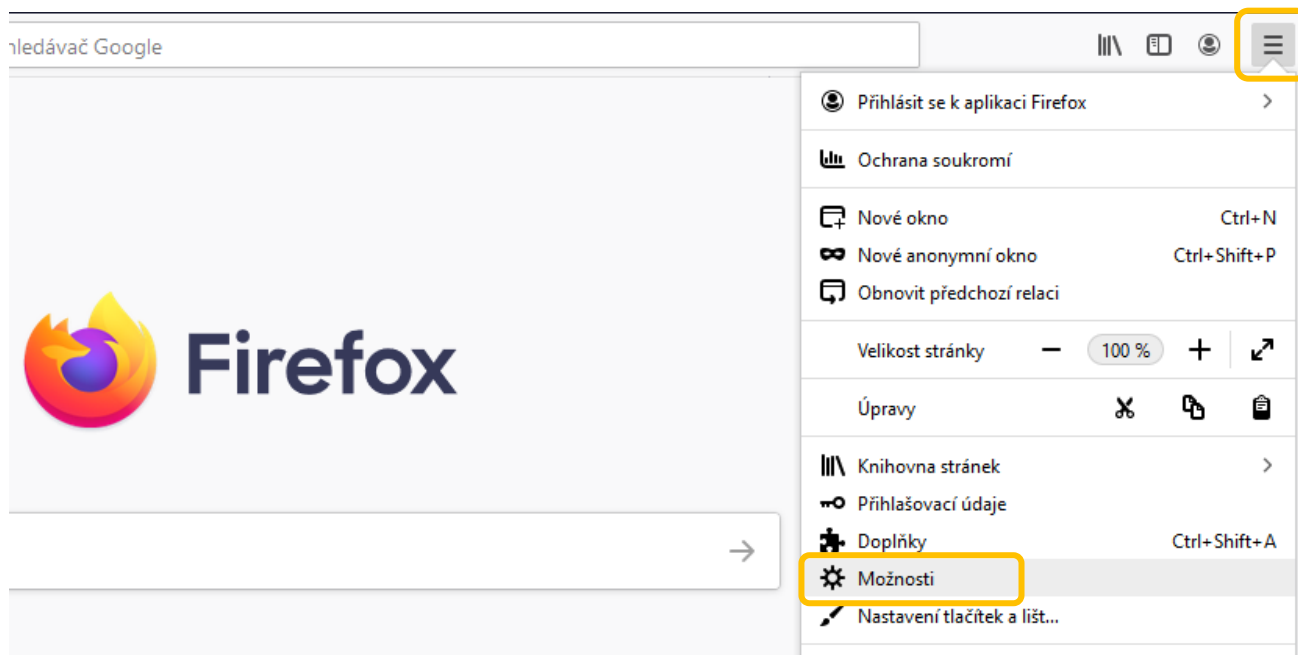 hledávač Google
Přihlásit se k aplikaci Firefox
Ochrana soukromí
Nové okno Ctrl+N
Nové anonymní okno Ctrl+Shift+P
Obnovit předchozí relaci
Firefox
Velikost stránky 100 %
Úpravy
Knihovna stránek
Přihlašovací údaje
Doplňky Ctrl+Shift+A
Možnosti
Nastavení tlačítek a lišt...